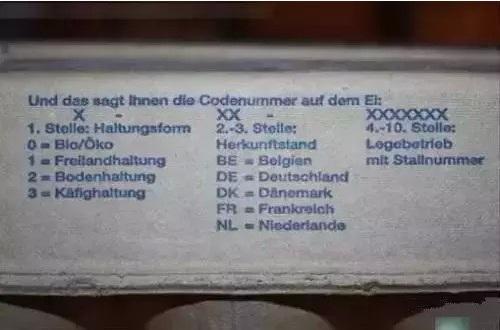 Und das sagt Ihnen die Codenummer auf dem Ei:
X - XX - XXXXXXX
1. Stelle: Haltungsform 2.-3. Stelle: 4.-10. Stelle:
0 = Bio/Öko Herkunftsland Legebetrieb
1 = Freilandhaltung BE = Belgien mit Stallnummer
2 = Bodenhaltung DE = Deutschland
3 = Käfighaltung DK = Dänemark
FR = Frankreich
NL = Niederlande